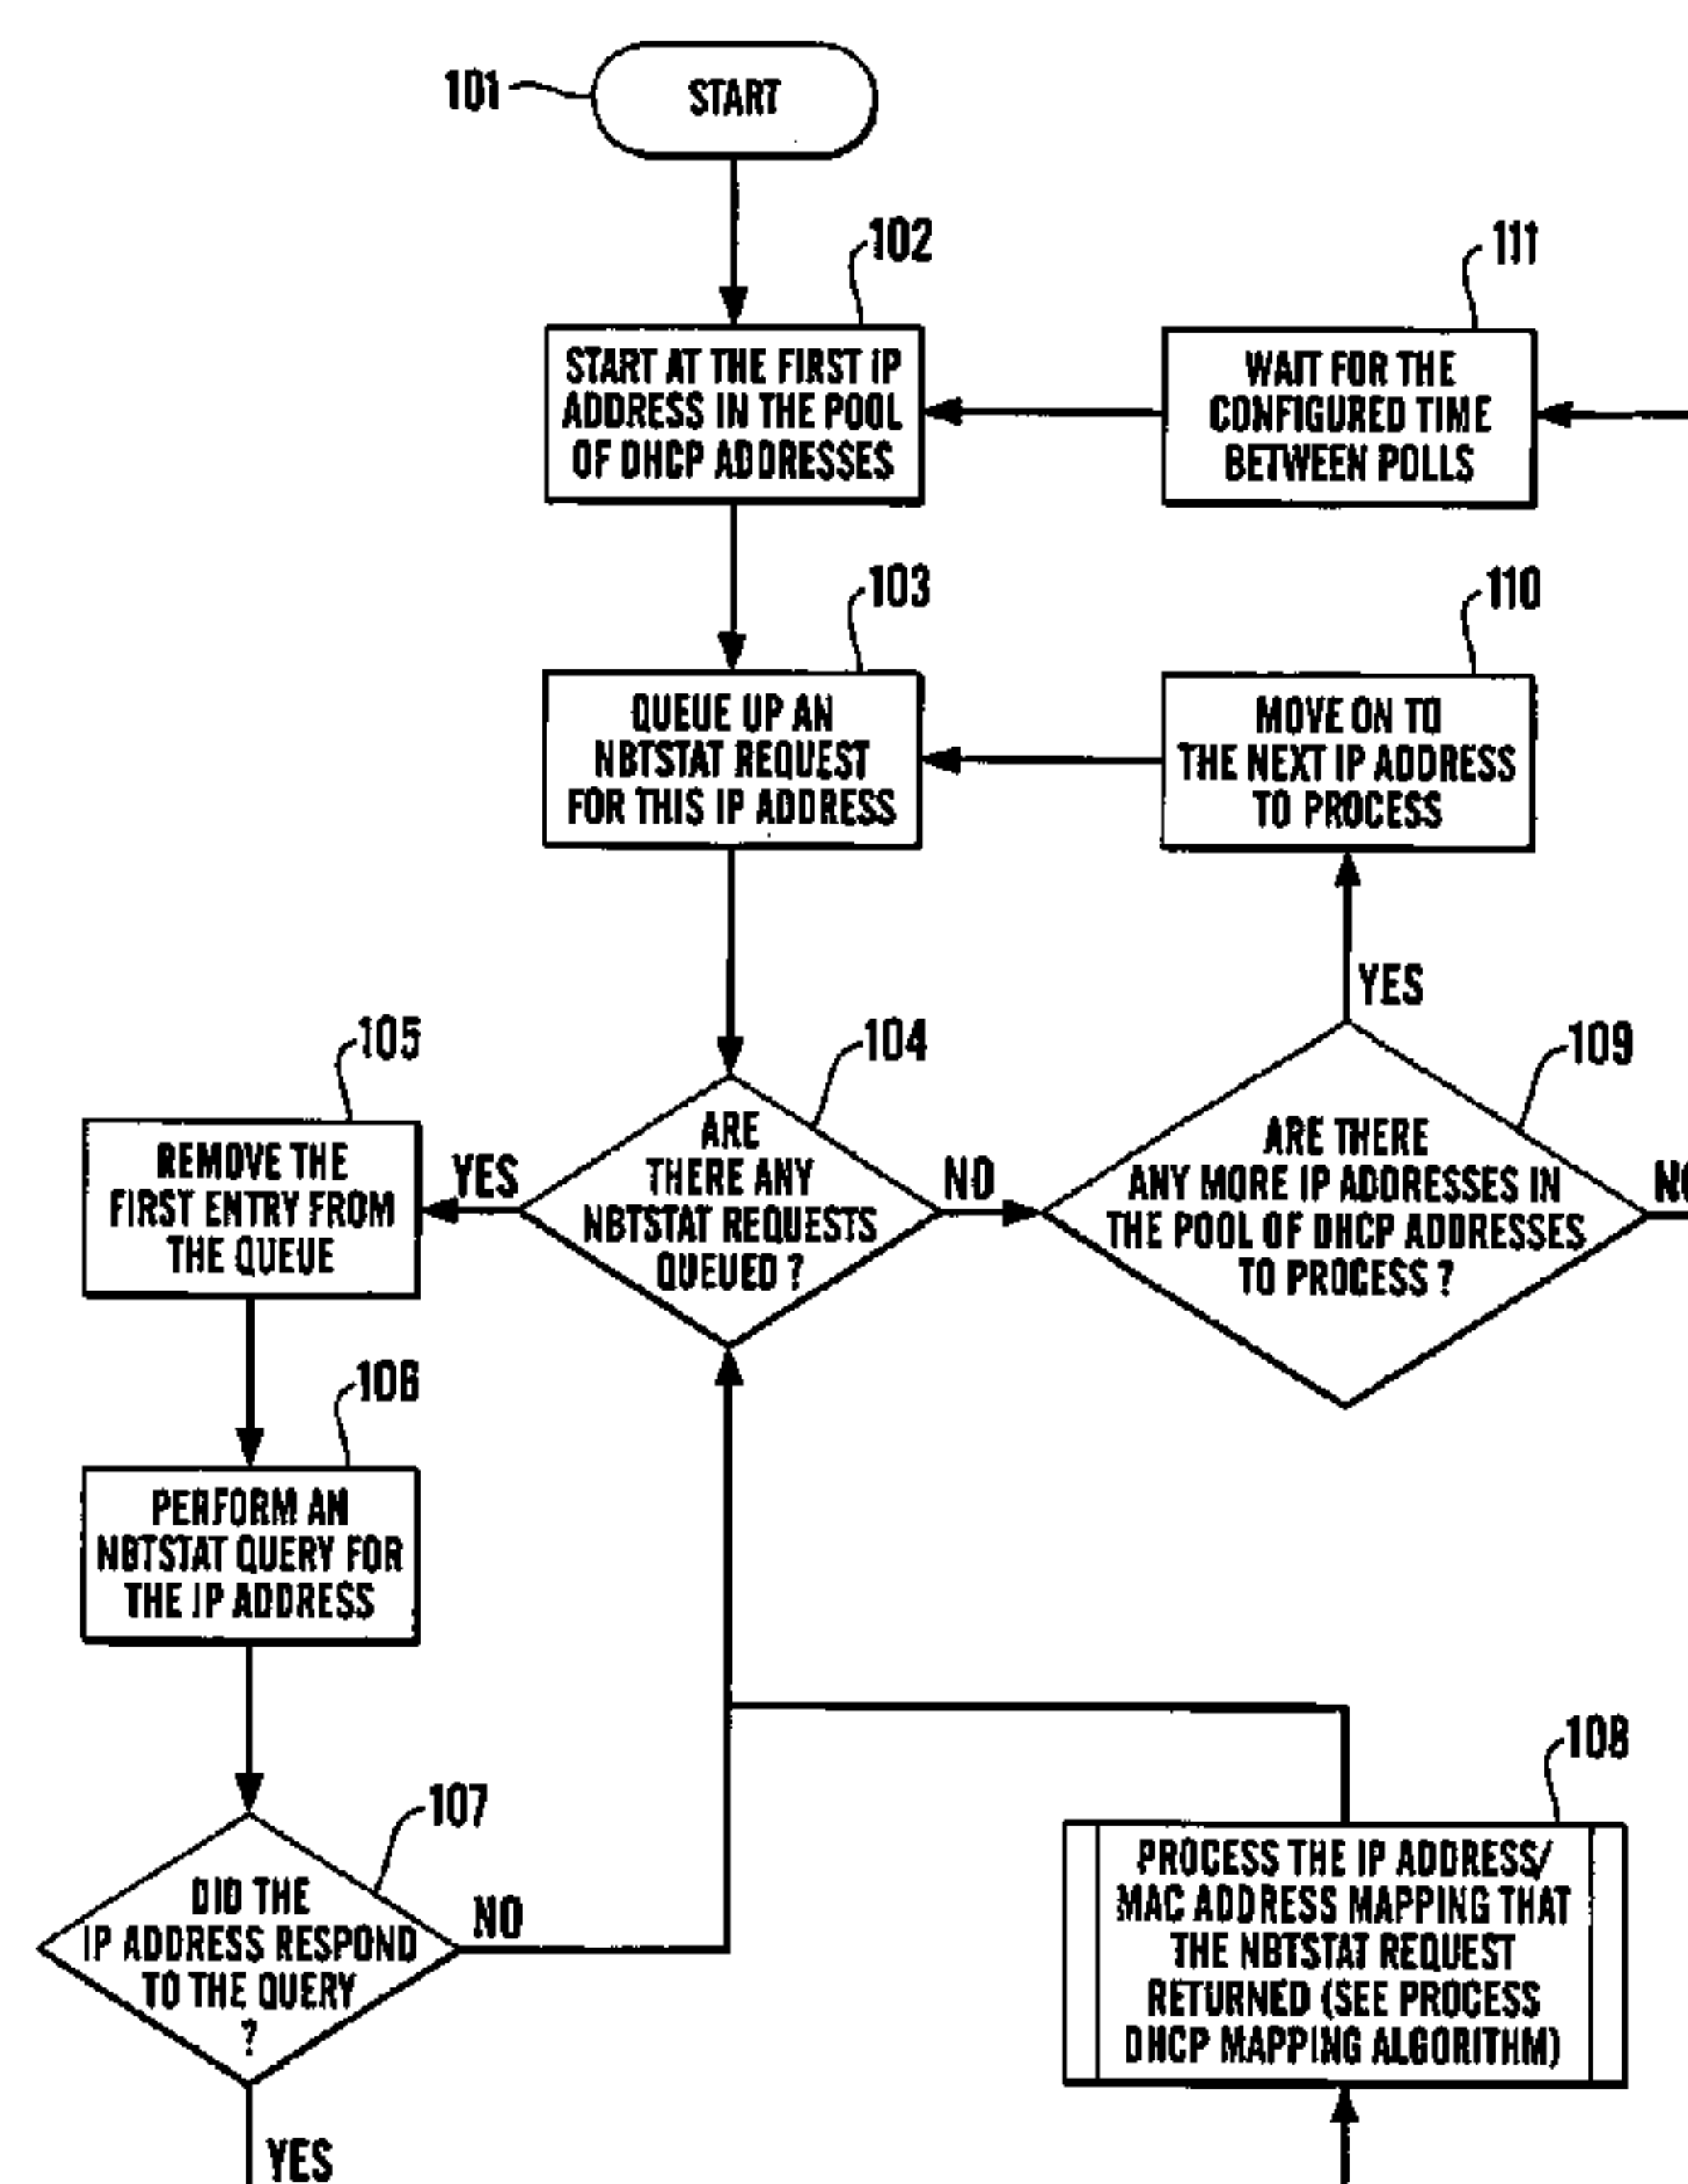 101
START
102
START AT THE FIRST IP
ADDRESS IN THE POOL
OF DHCP ADDRESSES
111
WAIT FOR THE
CONFIGURED TIME
BETWEEN POLLS
103
QUEUE UP AN
NBTSTAT REQUEST
FOR THIS IP ADDRESS
110
MOVE ON TO
THE NEXT IP ADDRESS
TO PROCESS
YES
105
REMOVE THE
FIRST ENTRY FROM
THE QUEUE
YES
104
ARE
THERE ANY
NBTSTAT REQUESTS
QUEUED ?
NO
109
ARE THERE
ANY MORE IP ADDRESSES IN
THE POOL OF DHCP ADDRESSES
TO PROCESS ?
NO
106
PERFORM AN
NBTSTAT QUERY FOR
THE IP ADDRESS
107
DID THE
IP ADDRESS RESPOND
TO THE QUERY
?
NO
YES
108
PROCESS THE IP ADDRESS/
MAC ADDRESS MAPPING THAT
THE NBTSTAT REQUEST
RETURNED (SEE PROCESS
DHCP MAPPING ALGORITHM)